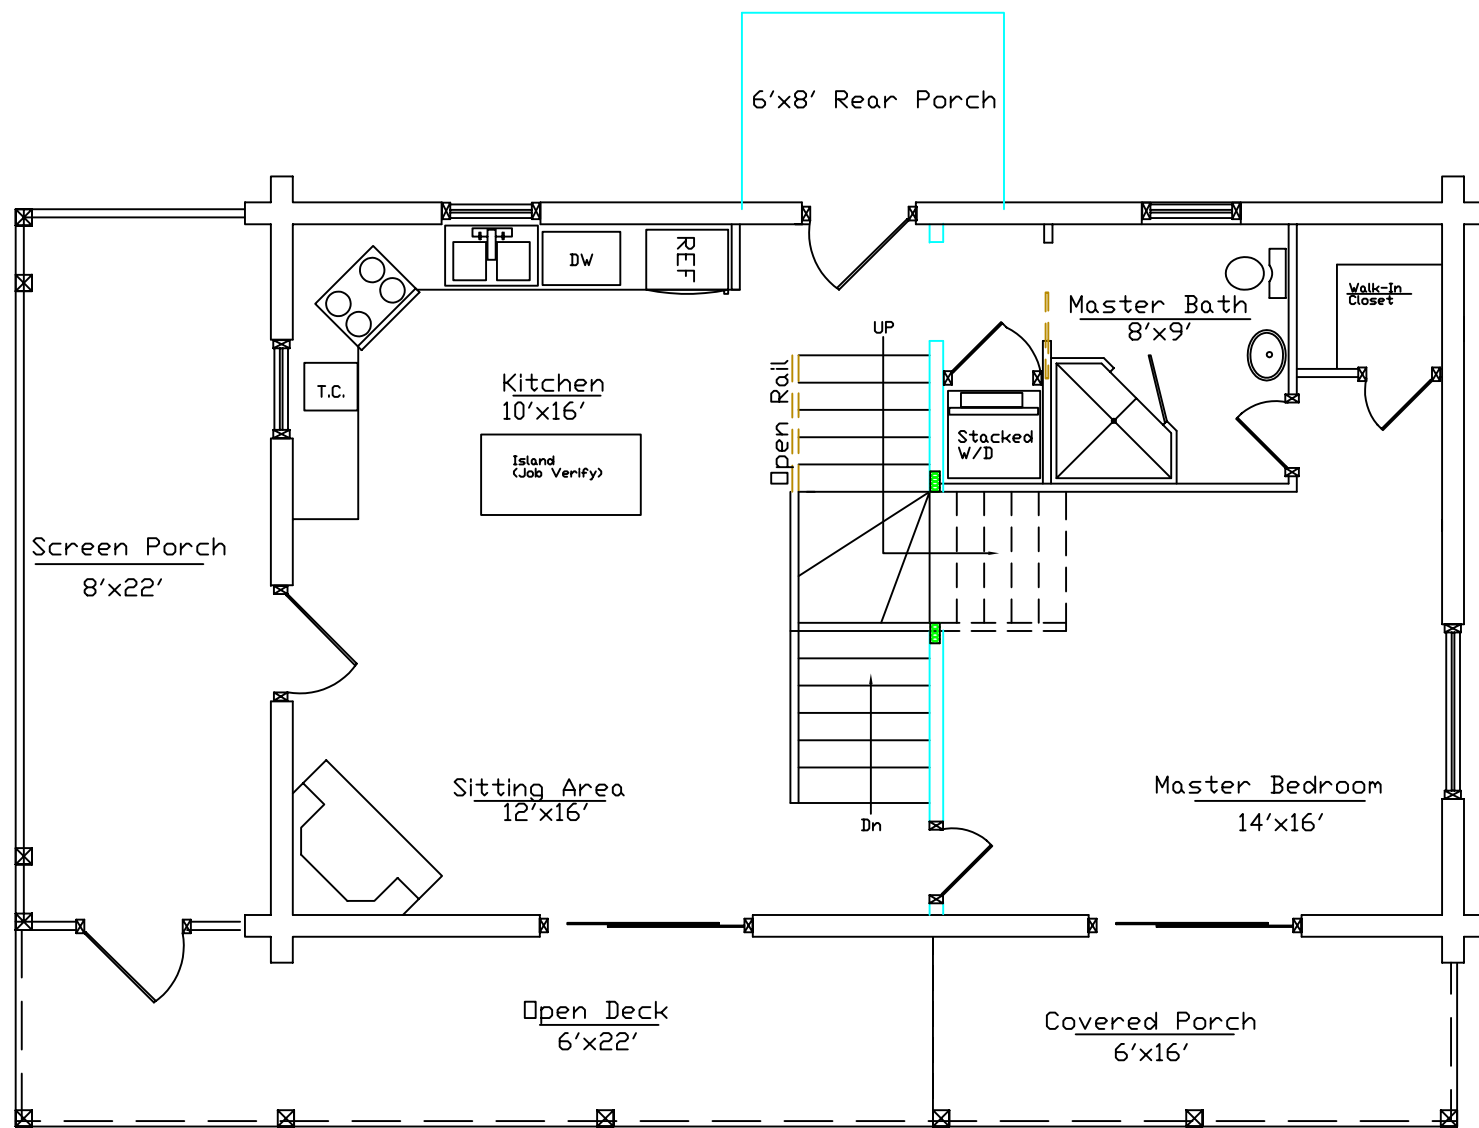 6'x8' Rear Porch
REF
DW
Walk-In
Closet
Master Bath
8'x9'
UP
T.C.
Kitchen
10'x16'
Open Rail
Stacked
W/D
Island
(Job Verify)
Screen Porch
8'x22'
Sitting Area
12'x16'
Master Bedroom
14'x16'
Dn
Open Deck
6'x22'
Covered Porch
6'x16'